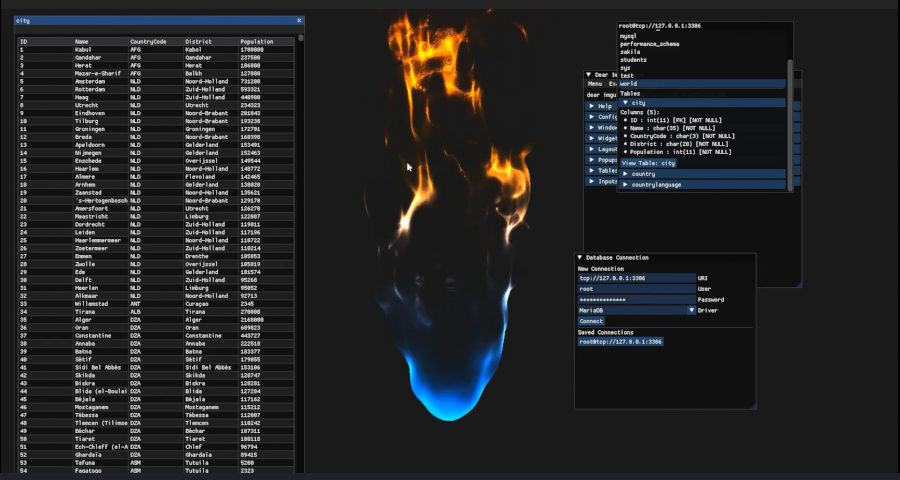 city
ID Name CountryCode District Population
1 Kabul AFG Kabol 1780000
2 Qandahar AFG Qandahar 237500
3 Herat AFG Herat 186800
4 Mazar-e-Sharif AFG Balkh 127800
5 Amsterdam NLD Noord-Holland 731200
6 Rotterdam NLD Zuid-Holland 593321
7 Haag NLD Zuid-Holland 440900
8 Utrecht NLD Utrecht 234323
9 Eindhoven NLD Noord-Brabant 201843
10 Tilburg NLD Noord-Brabant 193238
11 Groningen NLD Groningen 172701
12 Breda NLD Noord-Brabant 160398
13 Apeldoorn NLD Gelderland 153491
14 Nijmegen NLD Gelderland 152463
15 Enschede NLD Overijssel 149544
16 Haarlem NLD Noord-Holland 148772
17 Almere NLD Flevoland 142465
18 Arnhem NLD Gelderland 138020
19 Zaanstad NLD Noord-Holland 135621
20 ´s-Hertogenbosch NLD Noord-Brabant 129170
21 Amersfoort NLD Utrecht 126270
22 Maastricht NLD Limburg 122087
23 Dordrecht NLD Zuid-Holland 119811
24 Leiden NLD Zuid-Holland 117196
25 Haarlemmermeer NLD Noord-Holland 110722
26 Zoetermeer NLD Zuid-Holland 110214
27 Emmen NLD Drenthe 105853
28 Zwolle NLD Overijssel 105819
29 Ede NLD Gelderland 101574
30 Delft NLD Zuid-Holland 95268
31 Heerlen NLD Limburg 95052
32 Alkmaar NLD Noord-Holland 92713
33 Willemstad ANT Curaçao 2345
34 Tirana ALB Tirana 270000
35 Alger DZA Alger 2168000
36 Oran DZA Oran 609823
37 Constantine DZA Constantine 443727
38 Annaba DZA Annaba 222518
39 Batna DZA Batna 183377
40 Sétif DZA Sétif 179055
41 Sidi Bel Abbès DZA Sidi Bel Abbès 153106
42 Skikda DZA Skikda 128747
43 Biskra DZA Biskra 128281
44 Blida (el-Boulai DZA Blida 127284
45 Béjaïa DZA Béjaïa 117162
46 Mostaganem DZA Mostaganem 115212
47 Tébessa DZA Tébessa 112007
48 Tlemcen (Tilimse DZA Tlemcen 110242
49 Béchar DZA Béchar 107311
50 Tiaret DZA Tiaret 100118
51 Ech-Chleff (el-A DZA Chlef 96794
52 Ghardaïa DZA Ghardaïa 89415
53 Tafuna ASM Tutuila 5200
54 Fagatogo ASM Tutuila 2323
root@tcp://127.0.0.1:3306
mysql
performance_schema
sakila
students
sys
test
world
Tables
city
Columns (5):
ID : int(11) [PK] [NOT NULL]
Name : char(35) [NOT NULL]
CountryCode : char(3) [NOT NULL]
District : char(20) [NOT NULL]
Population : int(11) [NOT NULL]
View Table: city
country
countrylanguage
Dear Im
Menu Ex
dear imgu
Help
Config
Window
Widget
Layou
Popups
Tables
Inputs
Database Connection
New Connection
tcp://127.0.0.1:3306 URI
root User
************** Password
MariaDB Driver
Connect
Saved Connections
root@tcp://127.0.0.1:3306